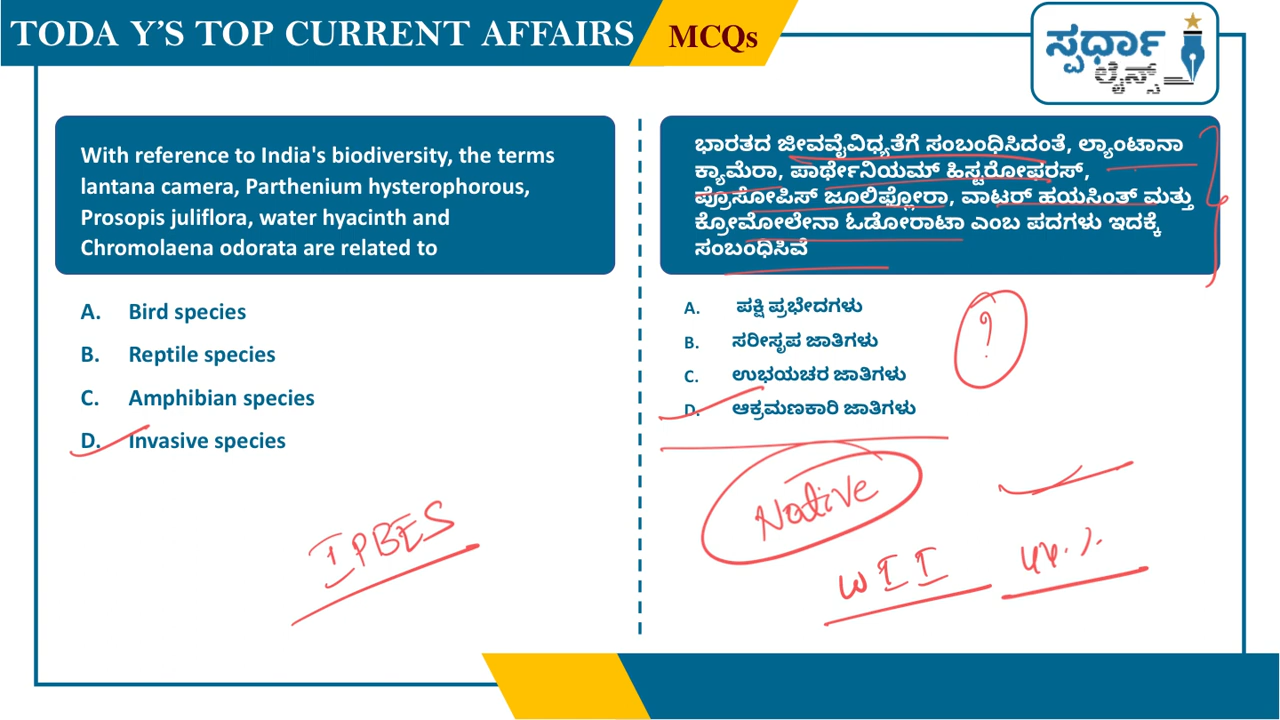 TODA Y'S TOP CURRENT AFFAIRS
MCQs
ಸ್ಪರ್ಧಾ
ಲೈನ್ಸ್
With reference to India's biodiversity, the terms
lantana camera, Parthenium hysterophorous,
Prosopis juliflora, water hyacinth and
Chromolaena odorata are related to
A. Bird species
B. Reptile species
C. Amphibian species
D. Invasive species
IPBES
ಭಾರತದ ಜೀವವೈವಿಧ್ಯತೆಗೆ ಸಂಬಂಧಿಸಿದಂತೆ, ಲ್ಯಾಂಟಾನಾ
ಕ್ಯಾಮೆರಾ, ಪಾರ್ಥೇನಿಯಮ್ ಹಿಸ್ಟರೋಫರಸ್,
ಪ್ರೊಸೋಪಿಸ್ ಜೂಲಿಫ್ಲೋರಾ, ವಾಟರ್ ಹಯಸಿಂತ್ ಮತ್ತು
ಕ್ರೋಮೋಲೇನಾ ಓಡೋರಾಟಾ ಎಂಬ ಪದಗಳು ಇದಕ್ಕೆ
ಸಂಬಂಧಿಸಿವೆ
A. ಪಕ್ಷಿ ಪ್ರಭೇದಗಳು
B. ಸರೀಸೃಪ ಜಾತಿಗಳು
C. ಉಭಯಚರ ಜಾತಿಗಳು
D. ಆಕ್ರಮಣಕಾರಿ ಜಾತಿಗಳು
?
Native
WII